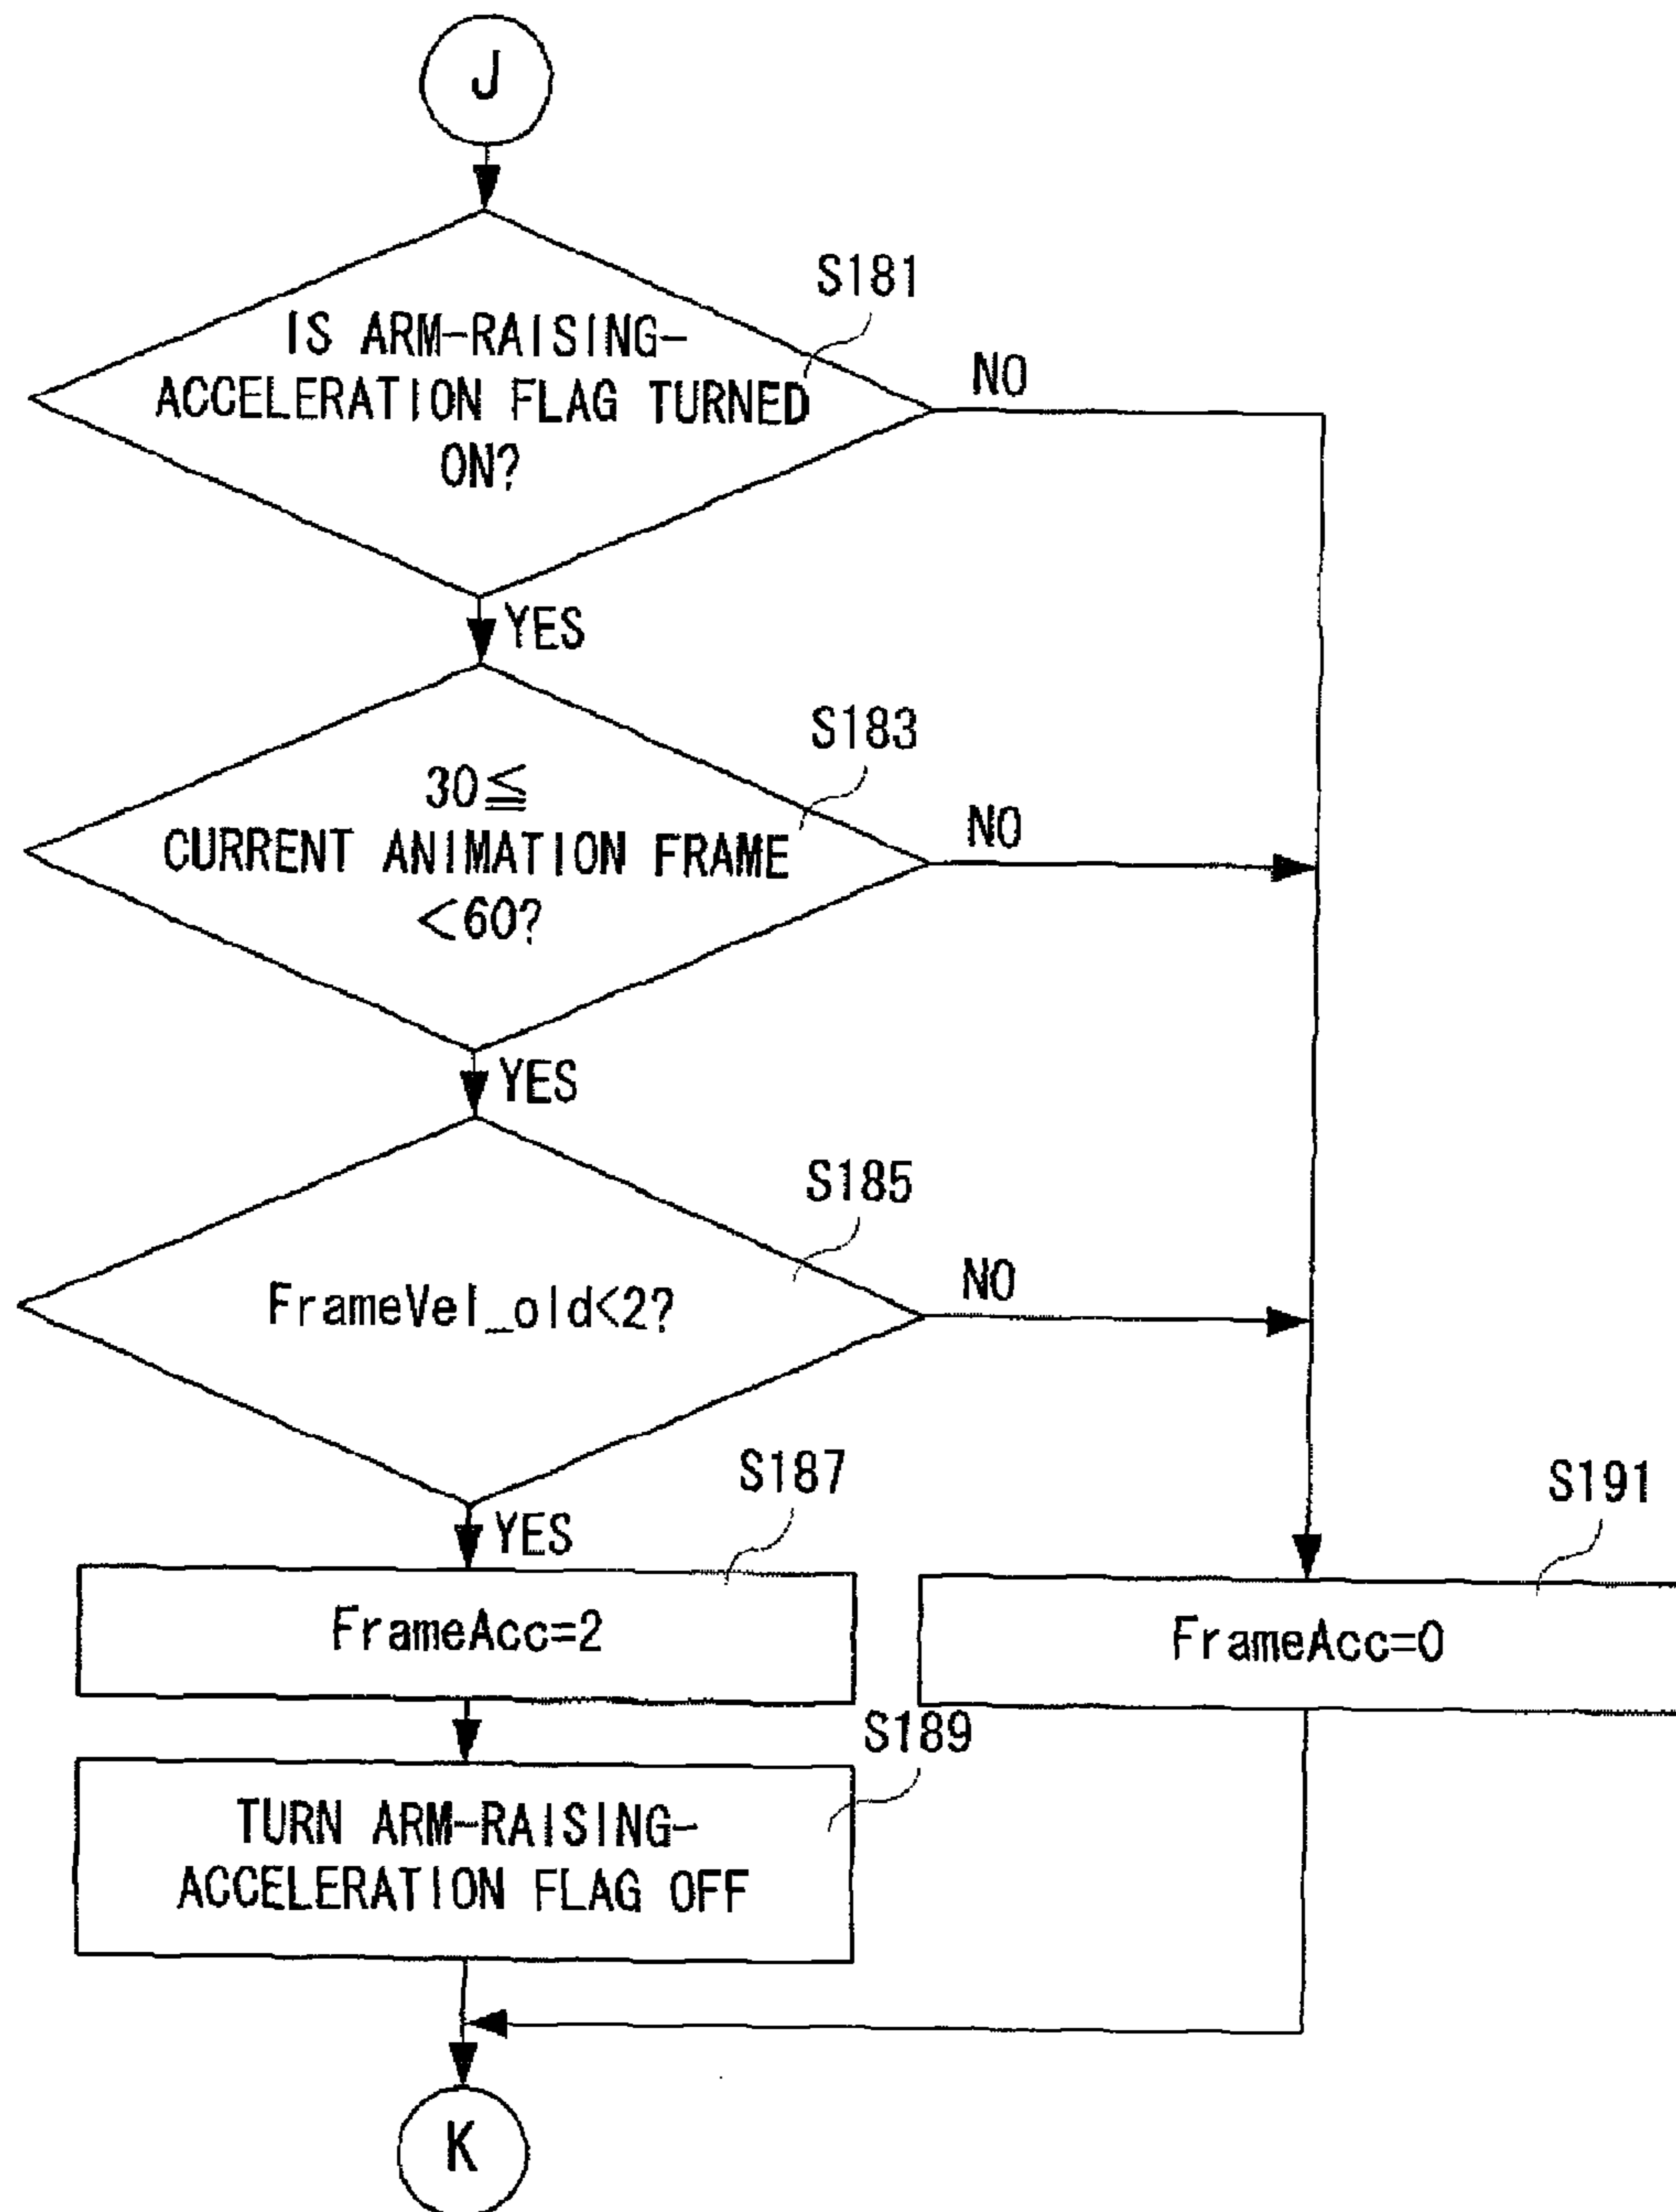 J
S181
IS ARM-RAISING-
ACCELERATION FLAG TURNED
ON?
NO
YES
S183
30≦
CURRENT ANIMATION FRAME
<60?
NO
YES
S185
FrameVel_old<2?
NO
YES
S187
FrameAcc=2
S191
FrameAcc=0
S189
TURN ARM-RAISING-
ACCELERATION FLAG OFF
K